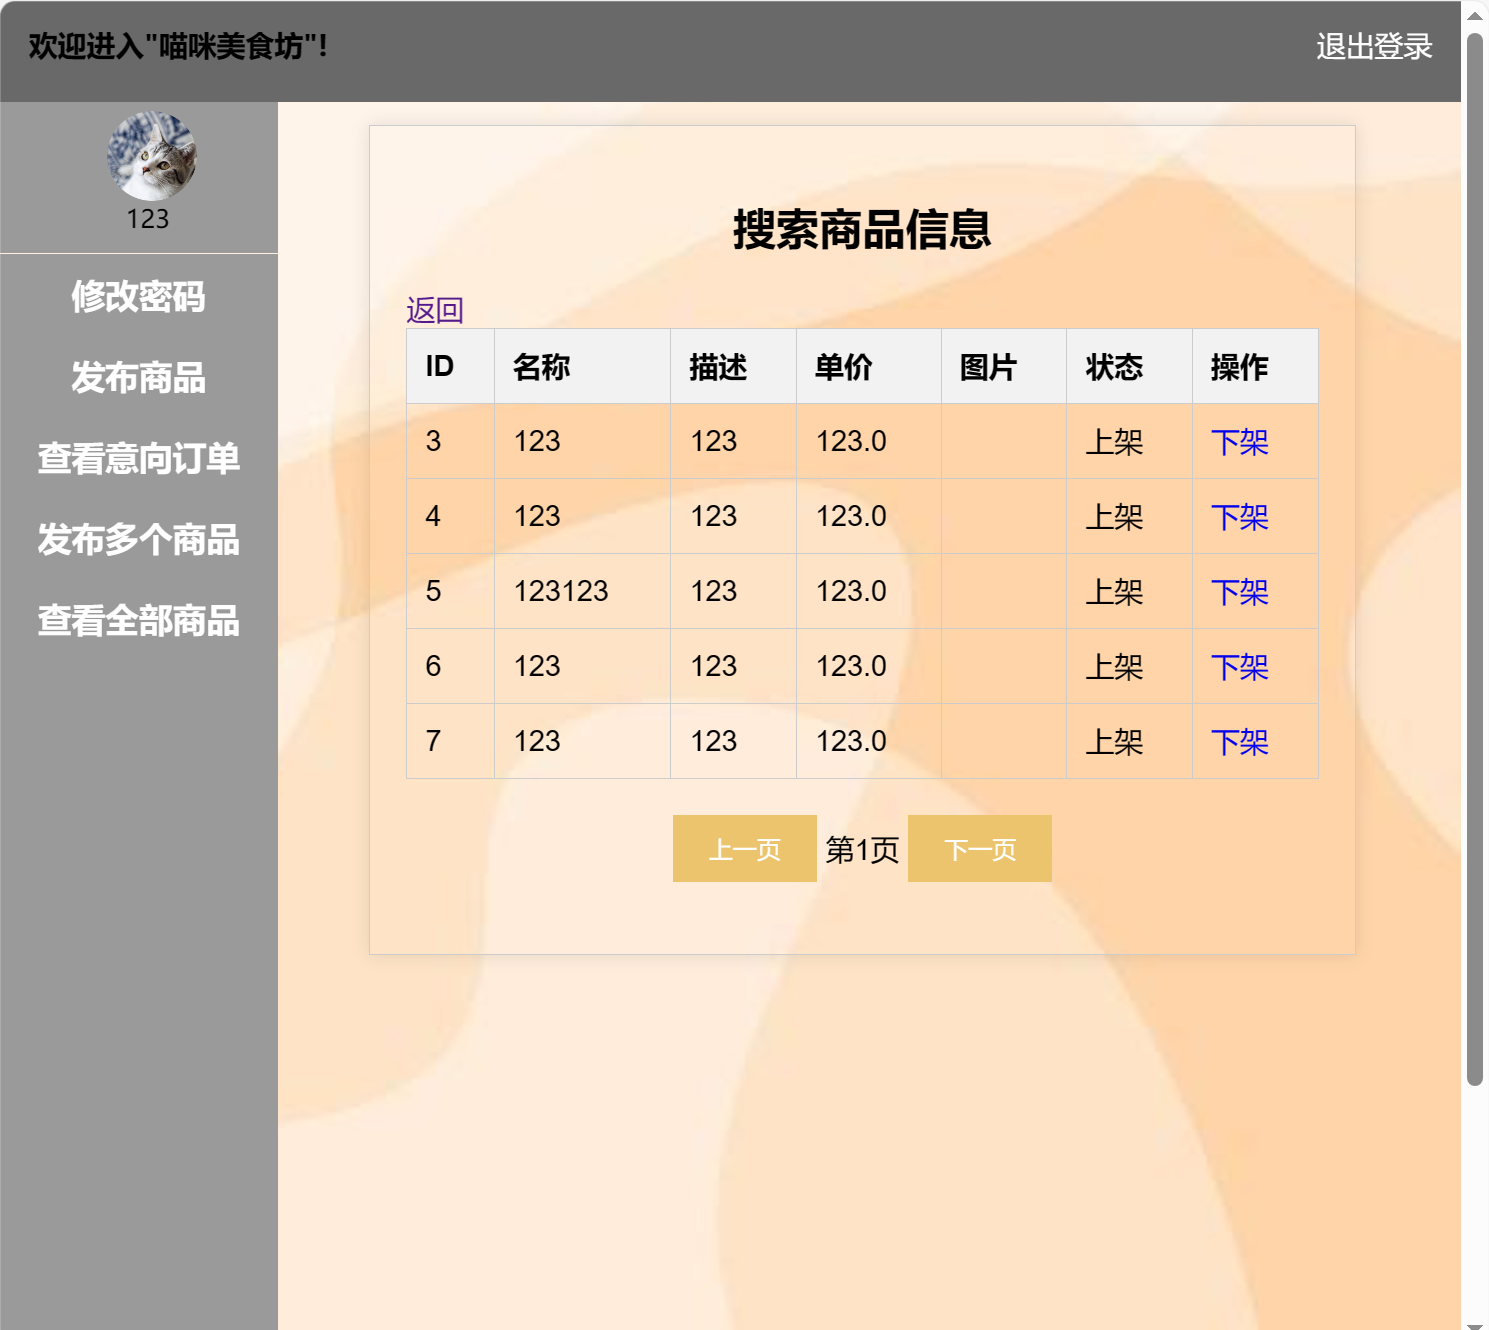 欢迎进入"喵咪美食坊"!
退出登录
123
修改密码
发布商品
查看意向订单
发布多个商品
查看全部商品
搜索商品信息
返回
ID 名称 描述 单价 图片 状态 操作
3 123 123 123.0 上架 下架
4 123 123 123.0 上架 下架
5 123123 123 123.0 上架 下架
6 123 123 123.0 上架 下架
7 123 123 123.0 上架 下架
上一页 第1页 下一页